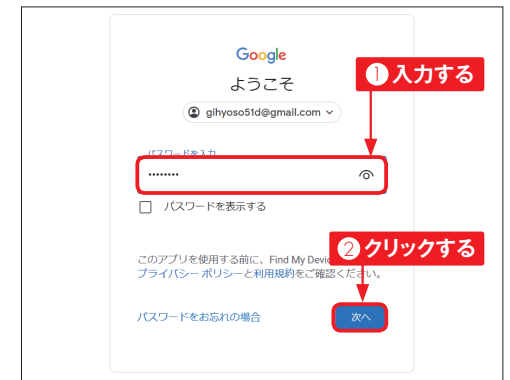 Google
ようこそ
❶入力する
gihyoso51d@gmail.com
パスワードを入力
••••••••
パスワードを表示する
❷クリックする
このアプリを使用する前に、Find My Devic
プライバシー ポリシーと利用規約をご確認ください。
パスワードをお忘れの場合
次へ